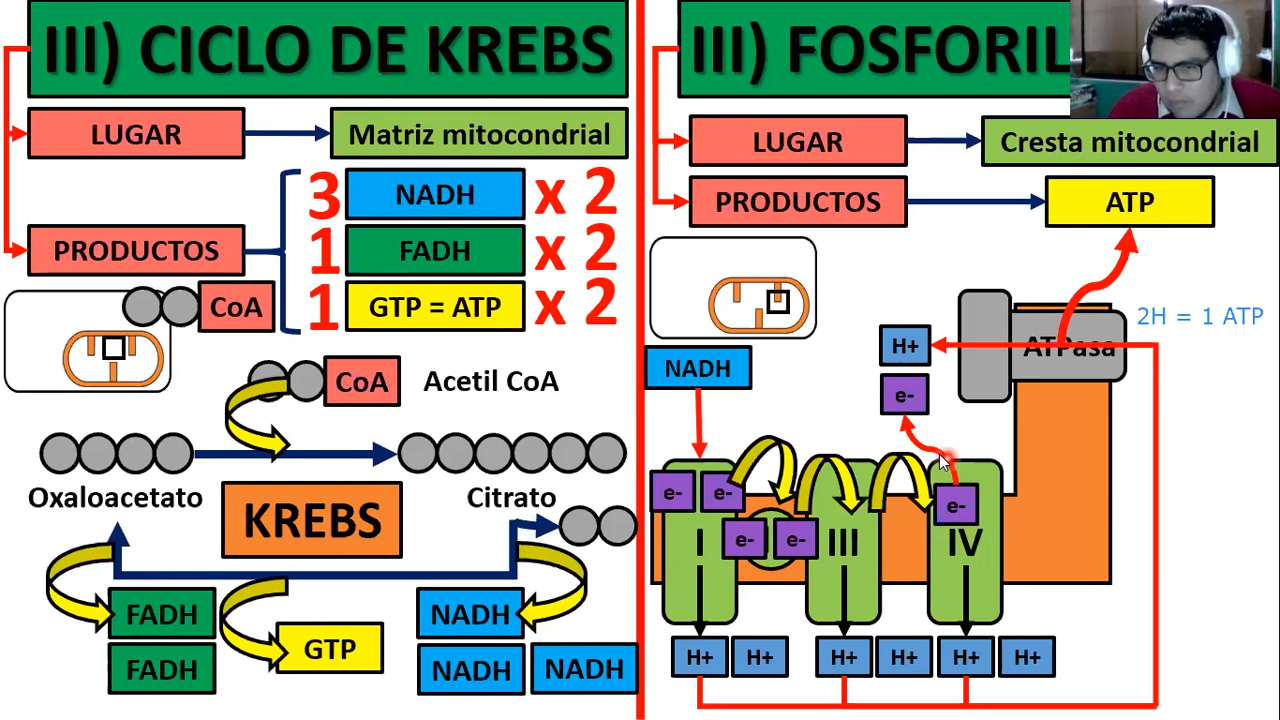 III) CICLO DE KREBS
LUGAR
Matriz mitocondrial
PRODUCTOS
3 NADH x 2
1 FADH x 2
1 GTP = ATP x 2
CoA
CoA
Acetil CoA
Oxaloacetato
Citrato
KREBS
FADH
FADH
GTP
NADH
NADH
NADH
III) FOSFORIL
LUGAR
Cresta mitocondrial
PRODUCTOS
ATP
2H = 1 ATP
NADH
H+
ATPasa
e-
e- e-
e-
e- e-
I
III
IV
H+ H+ H+ H+ H+ H+